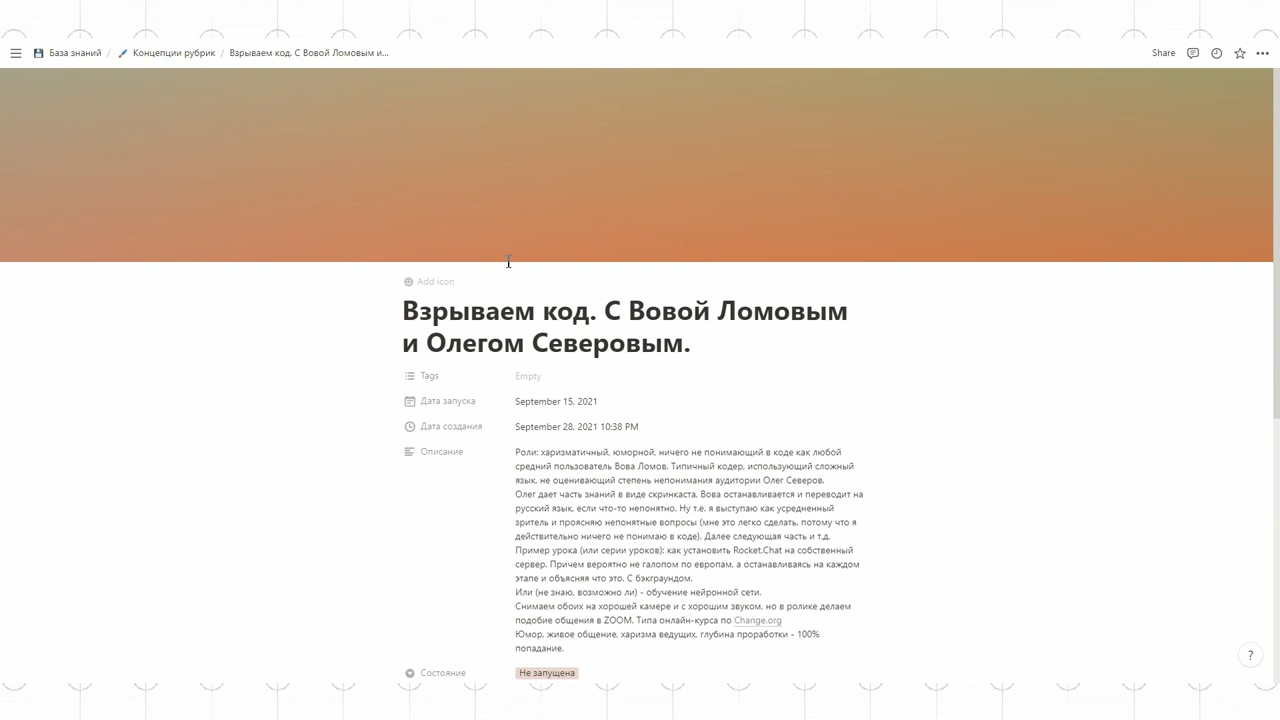 База знаний / Концепции рубрик / Взрываем код. С Вовой Ломовым и...
Share
Add icon
Взрываем код. С Вовой Ломовым
и Олегом Северовым.
Tags Empty
Дата запуска September 15, 2021
Дата создания September 28, 2021 10:38 PM
Описание Роли: харизматичный, юморной, ничего не понимающий в коде как любой
средний пользователь Вова Ломов. Типичный кодер, использующий сложный
язык, не оценивающий степень непонимания аудитории Олег Северов.
Олег дает часть знаний в виде скринкаста, Вова останавливается и переводит на
русский язык, если что-то непонятно. Ну т.е. я выступаю как усредненный
зритель и проясняю непонятные вопросы (мне это легко сделать, потому что я
действительно ничего не понимаю в коде). Далее следующая часть и т.д.
Пример урока (или серии уроков): как установить Rocket.Chat на собственный
сервер. Причем вероятно не галопом по европам, а останавливаясь на каждом
этапе и объясняя что это. С бэкграундом.
Или (не знаю, возможно ли) - обучение нейронной сети.
Снимаем обоих на хорошей камере и с хорошим звуком, но в ролике делаем
подобие общения в ZOOM. Типа онлайн-курса по Change.org
Юмор, живое общение, харизма ведущих, глубина проработки - 100%
попадание.
?
Состояние Не запущена